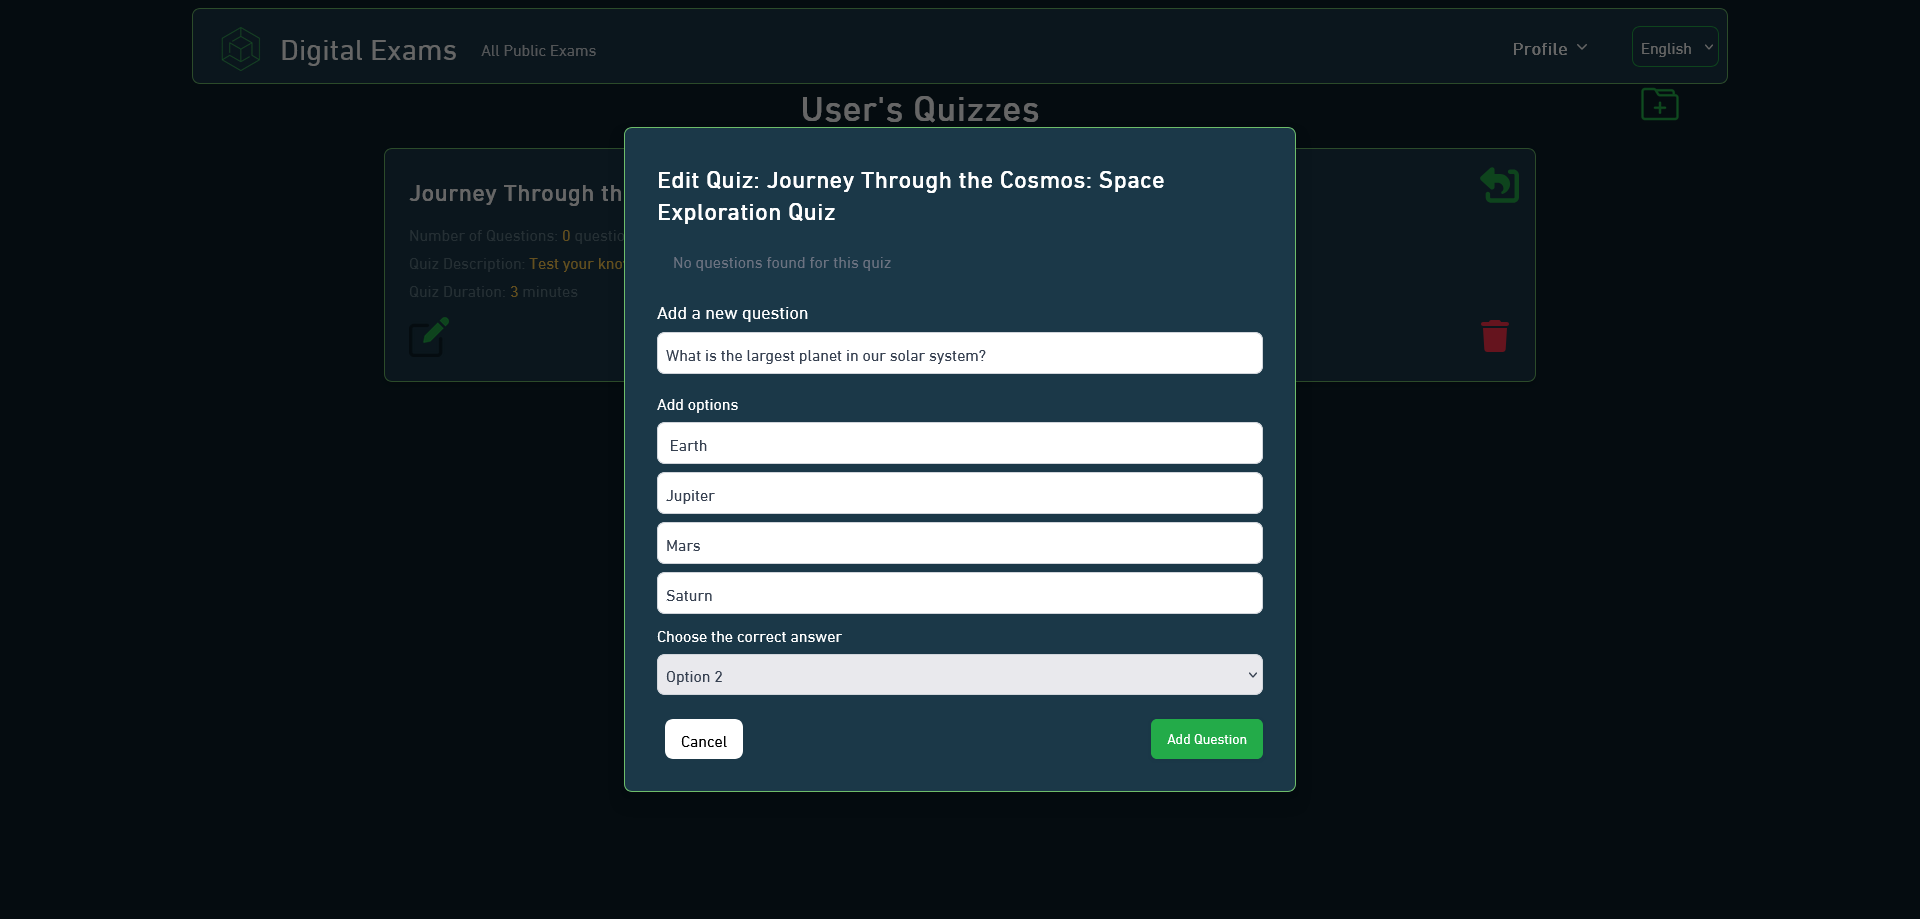 Digital Exams
All Public Exams
Profile
English
User's Quizzes
Journey Through th
Number of Questions: 0 questio
Quiz Description: Test your kno
Quiz Duration: 3 minutes
Edit Quiz: Journey Through the Cosmos: Space
Exploration Quiz
No questions found for this quiz
Add a new question
What is the largest planet in our solar system?
Add options
Earth
Jupiter
Mars
Saturn
Choose the correct answer
Option 2
Cancel
Add Question